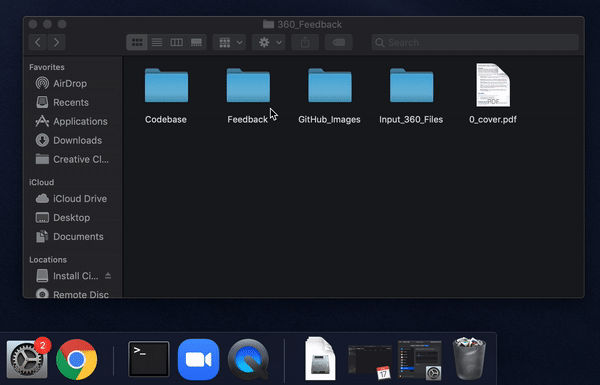 360_Feedback
Search
Favorites
AirDrop
Recents
Applications
Downloads
Creative Cl...
iCloud
iCloud Drive
Desktop
Documents
Locations
Install Ci...
Remote Disc
Codebase
Feedback
GitHub_Images
Input_360_Files
0_cover.pdf
PDF
2
>_
17